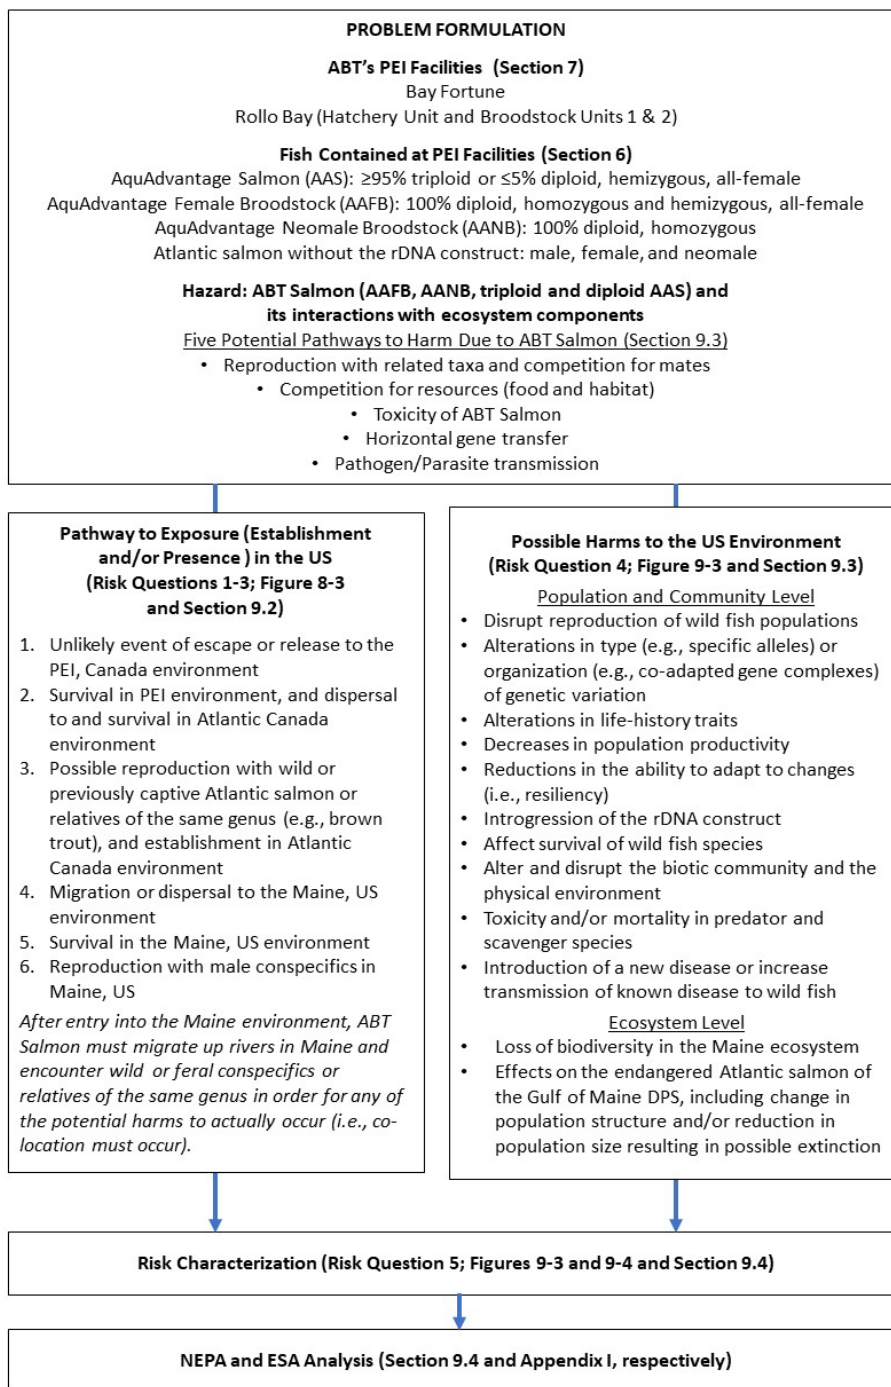 PROBLEM FORMULATION
ABT's PEI Facilities (Section 7)
Bay Fortune
Rollo Bay (Hatchery Unit and Broodstock Units 1 & 2)
Fish Contained at PEI Facilities (Section 6)
AquAdvantage Salmon (AAS): ≥95% triploid or ≤5% diploid, hemizygous, all-female
AquAdvantage Female Broodstock (AAFB): 100% diploid, homozygous and hemizygous, all-female
AquAdvantage Neomale Broodstock (AANB): 100% diploid, homozygous
Atlantic salmon without the rDNA construct: male, female, and neomale
Hazard: ABT Salmon (AAFB, AANB, triploid and diploid AAS) and
its interactions with ecosystem components
Five Potential Pathways to Harm Due to ABT Salmon (Section 9.3)
• Reproduction with related taxa and competition for mates
• Competition for resources (food and habitat)
• Toxicity of ABT Salmon
• Horizontal gene transfer
• Pathogen/Parasite transmission
Pathway to Exposure (Establishment
and/or Presence ) in the US
(Risk Questions 1-3; Figure 8-3
and Section 9.2)
1. Unlikely event of escape or release to the
PEI, Canada environment
2. Survival in PEI environment, and dispersal
to and survival in Atlantic Canada
environment
3. Possible reproduction with wild or
previously captive Atlantic salmon or
relatives of the same genus (e.g., brown
trout), and establishment in Atlantic
Canada environment
4. Migration or dispersal to the Maine, US
environment
5. Survival in the Maine, US environment
6. Reproduction with male conspecifics in
Maine, US
After entry into the Maine environment, ABT
Salmon must migrate up rivers in Maine and
encounter wild or feral conspecifics or
relatives of the same genus in order for any of
the potential harms to actually occur (i.e., co-
location must occur).
Possible Harms to the US Environment
(Risk Question 4; Figure 9-3 and Section 9.3)
Population and Community Level
• Disrupt reproduction of wild fish populations
• Alterations in type (e.g., specific alleles) or
organization (e.g., co-adapted gene complexes)
of genetic variation
• Alterations in life-history traits
• Decreases in population productivity
• Reductions in the ability to adapt to changes
(i.e., resiliency)
• Introgression of the rDNA construct
• Affect survival of wild fish species
• Alter and disrupt the biotic community and the
physical environment
• Toxicity and/or mortality in predator and
scavenger species
• Introduction of a new disease or increase
transmission of known disease to wild fish
Ecosystem Level
• Loss of biodiversity in the Maine ecosystem
• Effects on the endangered Atlantic salmon of
the Gulf of Maine DPS, including change in
population structure and/or reduction in
population size resulting in possible extinction
Risk Characterization (Risk Question 5; Figures 9-3 and 9-4 and Section 9.4)
NEPA and ESA Analysis (Section 9.4 and Appendix I, respectively)